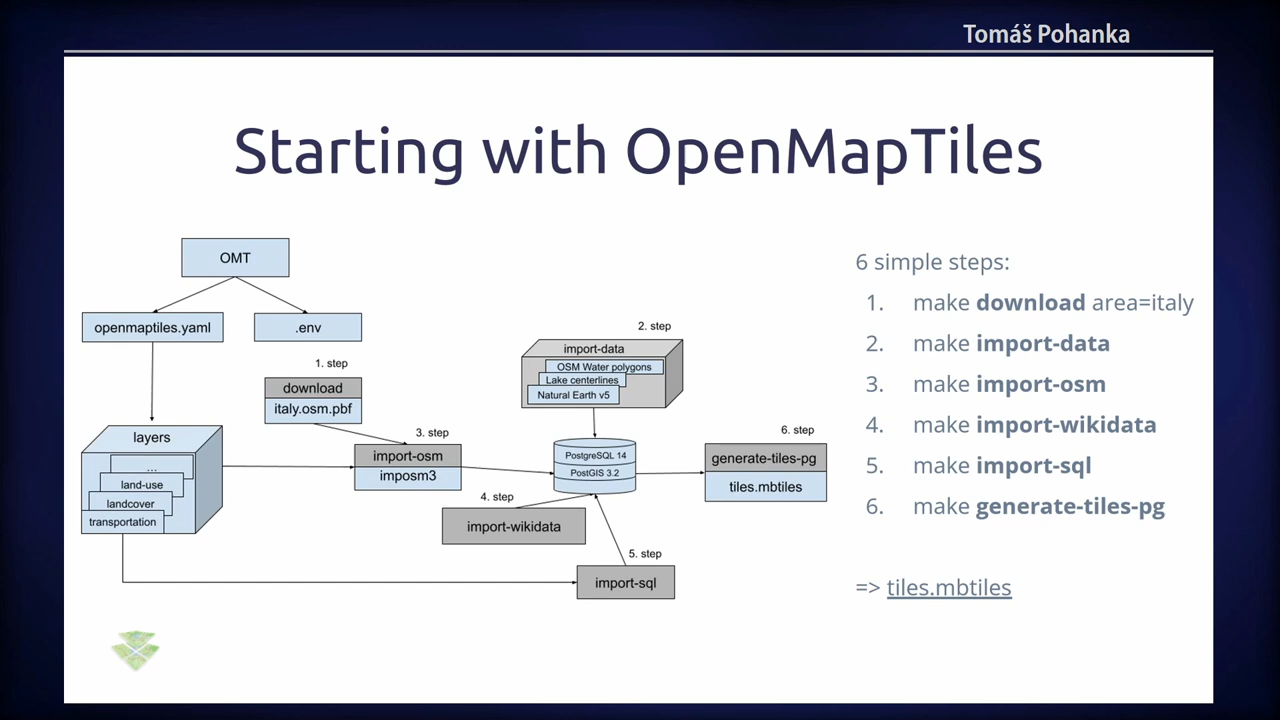 Tomáš Pohanka
Starting with OpenMapTiles
OMT
openmaptiles.yaml
.env
1. step
download
italy.osm.pbf
2. step
import-data
OSM Water polygons
Lake centerlines
Natural Earth v5
layers
...
land-use
landcover
transportation
3. step
import-osm
imposm3
PostgreSQL 14
PostGIS 3.2
6. step
generate-tiles-pg
tiles.mbtiles
4. step
import-wikidata
5. step
import-sql
6 simple steps:
1. make download area=italy
2. make import-data
3. make import-osm
4. make import-wikidata
5. make import-sql
6. make generate-tiles-pg
=> tiles.mbtiles